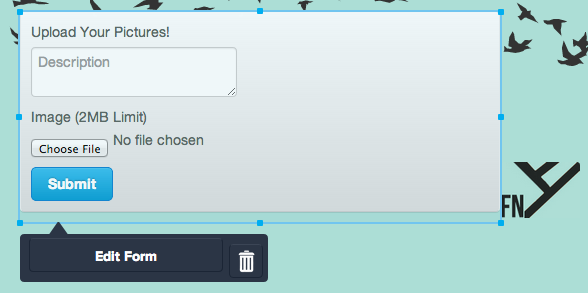 Upload Your Pictures!
Description
Image (2MB Limit)
Choose File No file chosen
Submit
FN
Edit Form